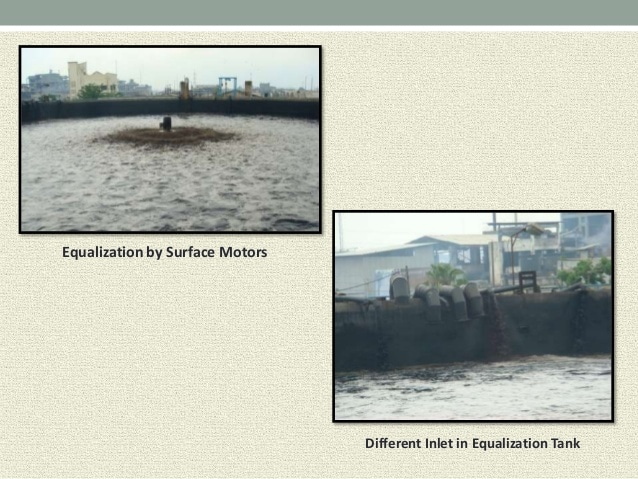 Equalization by Surface Motors
Different Inlet in Equalization Tank